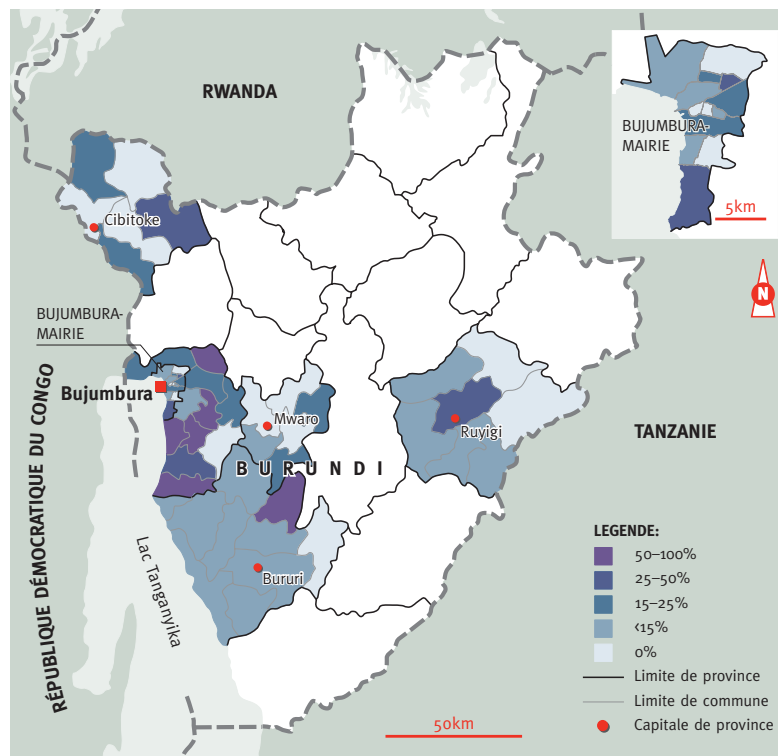 RWANDA
BUJUMBURA-
MAIRIE
5km
Cibitoke
N
BUJUMBURA-
MAIRIE
Bujumbura
Mwaro
Ruyigi
TANZANIE
BURUNDI
RÉPUBLIQUE DÉMOCRATIQUE DU CONGO
Lac Tanganyika
Bururi
LEGENDE:
50–100%
25–50%
15–25%
<15%
0%
Limite de province
Limite de commune
Capitale de province
50km